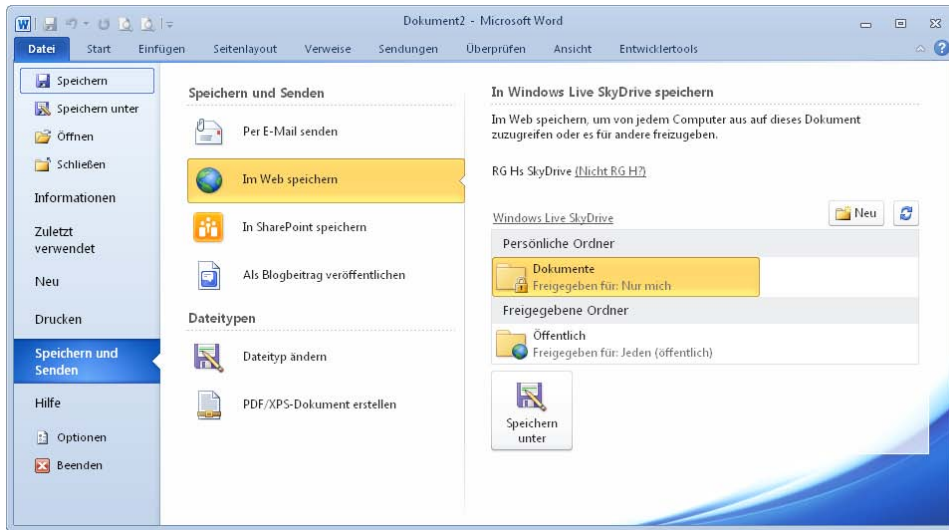 Dokument2 - Microsoft Word
Datei Start Einfügen Seitenlayout Verweise Sendungen Überprüfen Ansicht Entwicklertools
Speichern
Speichern unter
Öffnen
Schließen
Informationen
Zuletzt
verwendet
Neu
Drucken
Speichern und
Senden
Hilfe
Optionen
Beenden
Speichern und Senden
Per E-Mail senden
Im Web speichern
In SharePoint speichern
Als Blogbeitrag veröffentlichen
Dateitypen
Dateityp ändern
PDF/XPS-Dokument erstellen
In Windows Live SkyDrive speichern
Im Web speichern, um von jedem Computer aus auf dieses Dokument
zuzugreifen oder es für andere freizugeben.
RG Hs SkyDrive (Nicht RG H?)
Windows Live SkyDrive
Neu
Persönliche Ordner
Dokumente
Freigegeben für: Nur mich
Freigegebene Ordner
Öffentlich
Freigegeben für: Jeden (öffentlich)
Speichern
unter